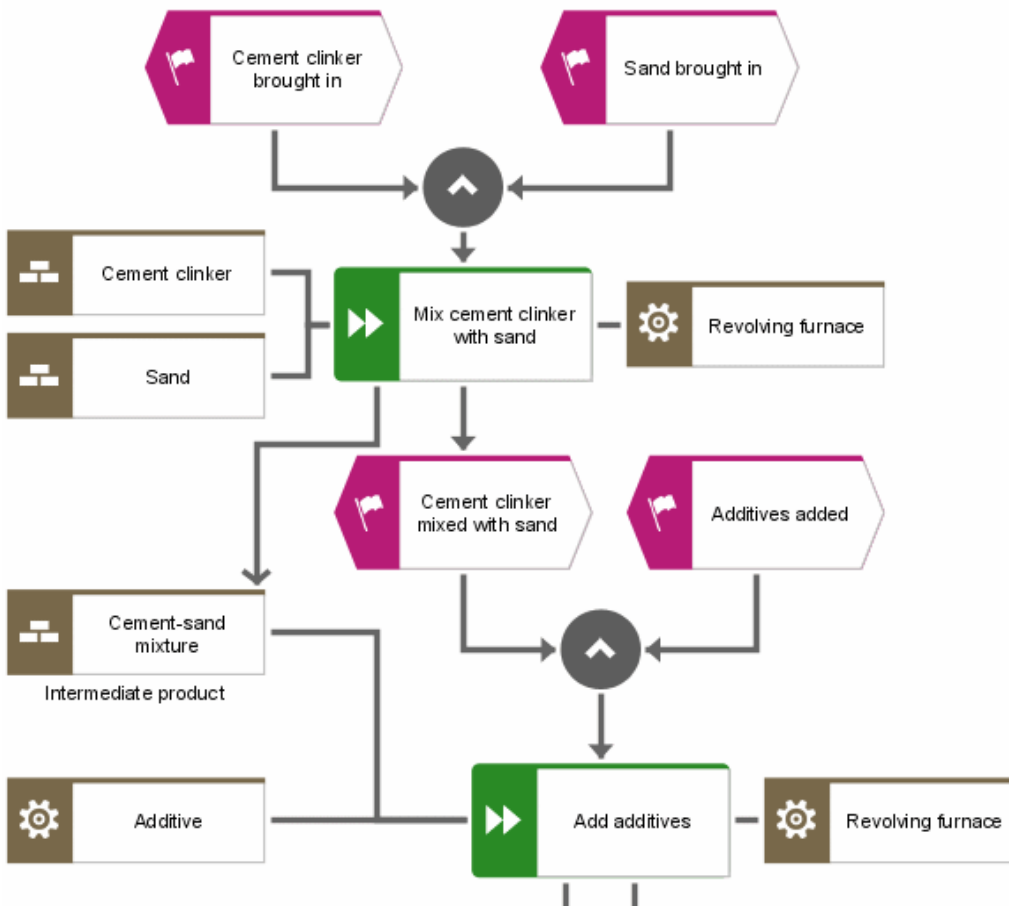 Cement clinker
brought in
Sand brought in
Cement clinker
Mix cement clinker
with sand
Revolving furnace
Sand
Cement clinker
mixed with sand
Additives added
Cement-sand
mixture
Intermediate product
Additive
Add additives
Revolving furnace